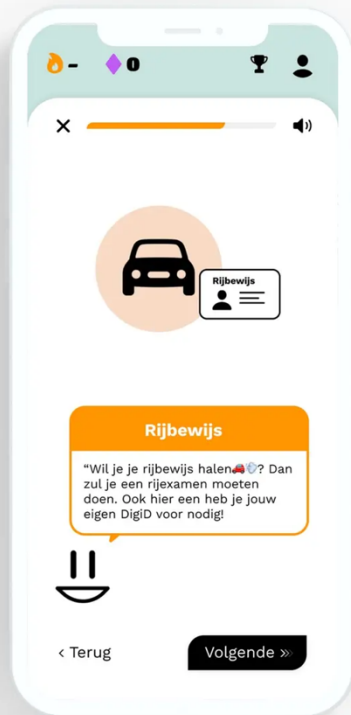 -
0
Rijbewijs
Rijbewijs
“Wil je je rijbewijs halen🚗💨? Dan
zul je een rijexamen moeten
doen. Ook hier een heb je jouw
eigen DigiD voor nodig!
‹ Terug
Volgende »